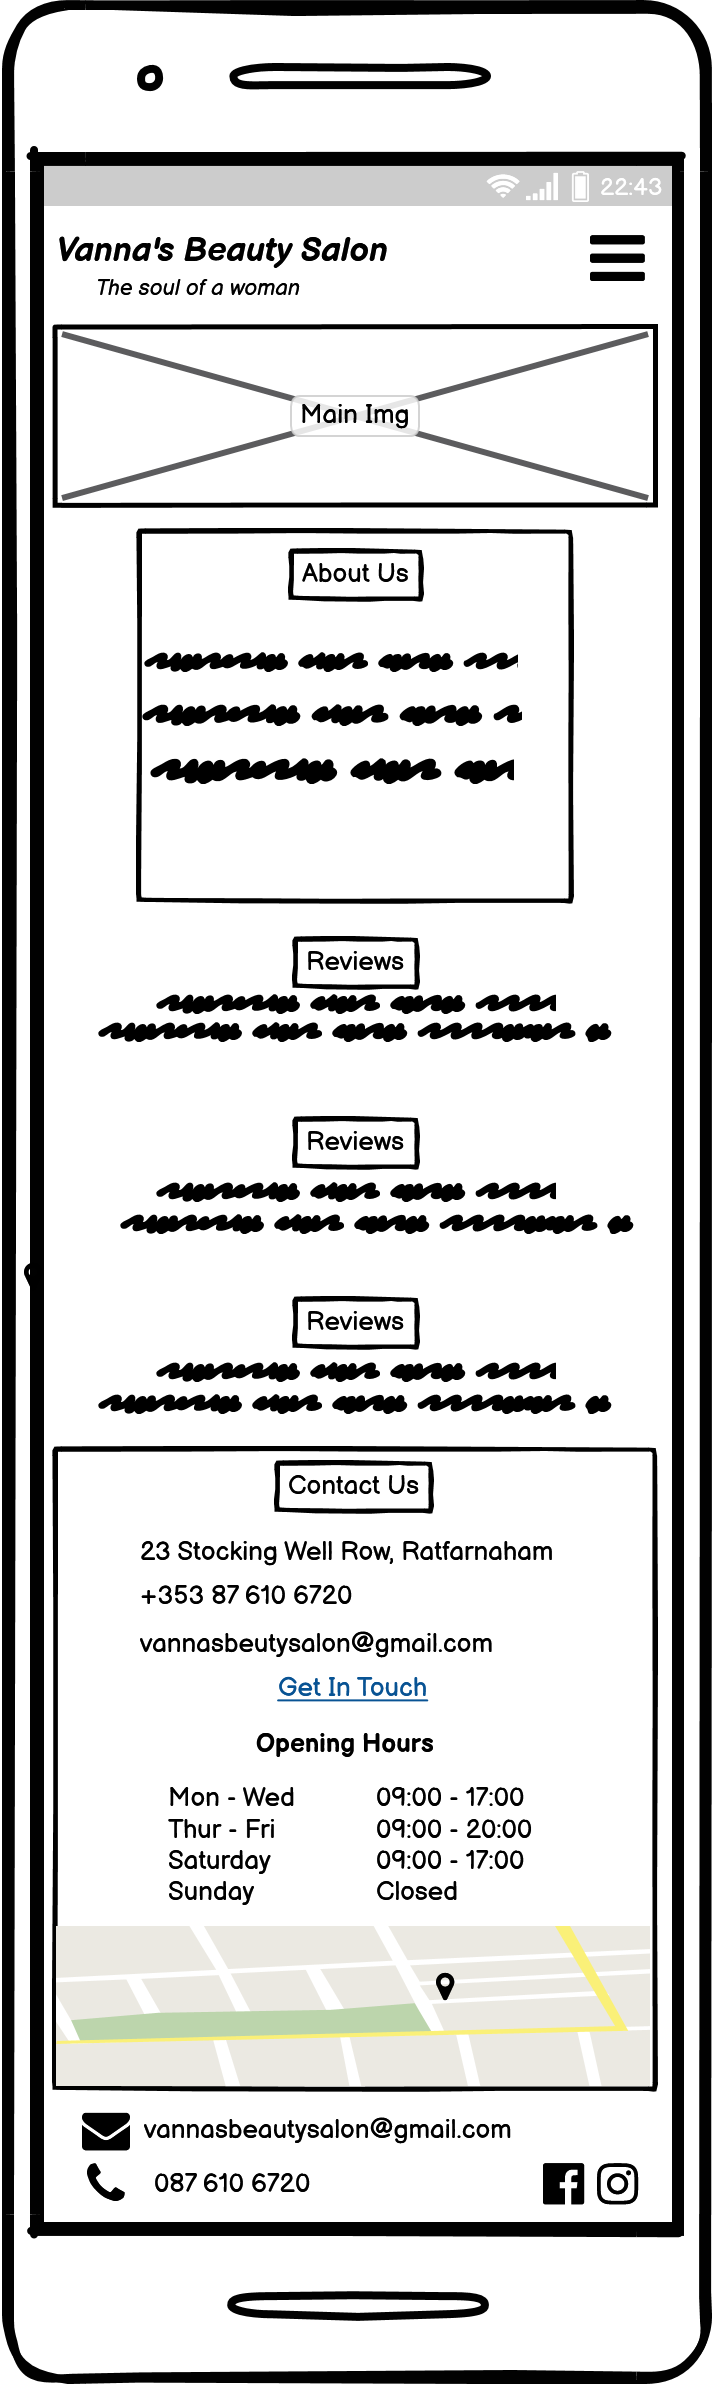 22:43
Vanna's Beauty Salon
The soul of a woman
Main Img
About Us
Reviews
Reviews
Reviews
Contact Us
23 Stocking Well Row, Ratfarnaham
+353 87 610 6720
vannasbeutysalon@gmail.com
Get In Touch
Opening Hours
Mon - Wed 09:00 - 17:00
Thur - Fri 09:00 - 20:00
Saturday 09:00 - 17:00
Sunday Closed
vannasbeautysalon@gmail.com
087 610 6720